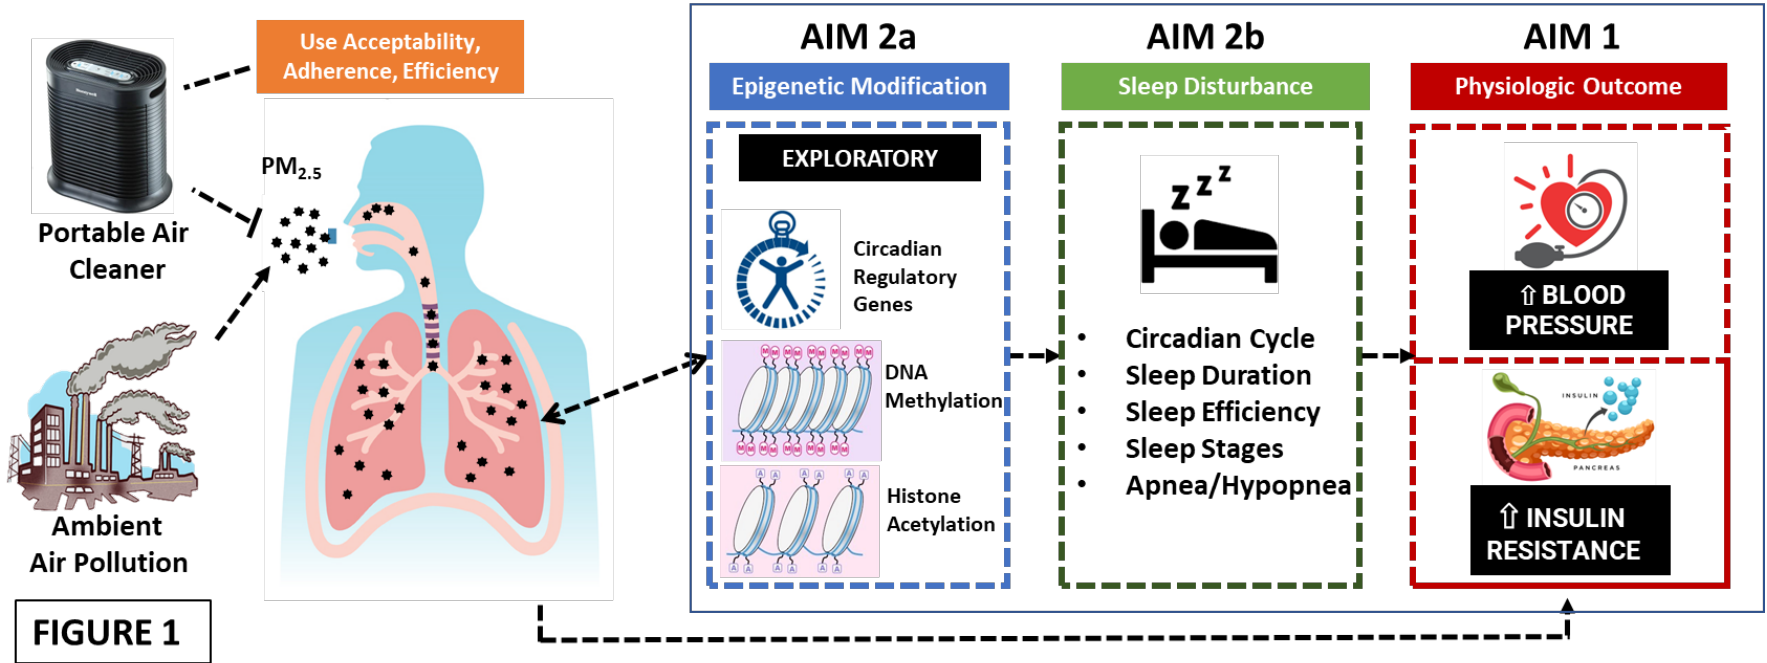 Use Acceptability,
Adherence, Efficiency
Honeywell
Portable Air
Cleaner
PM2.5
Ambient
Air Pollution
FIGURE 1
AIM 2a
Epigenetic Modification
EXPLORATORY
Circadian
Regulatory
Genes
M M M M M M M M M M
DNA
Methylation
M M M M M M M M M M
A A A A A A
Histone
Acetylation
A A A A A A
AIM 2b
Sleep Disturbance
z z z
• Circadian Cycle
• Sleep Duration
• Sleep Efficiency
• Sleep Stages
• Apnea/Hypopnea
AIM 1
Physiologic Outcome
⇧ BLOOD
PRESSURE
INSULIN
PANCREAS
⇧ INSULIN
RESISTANCE